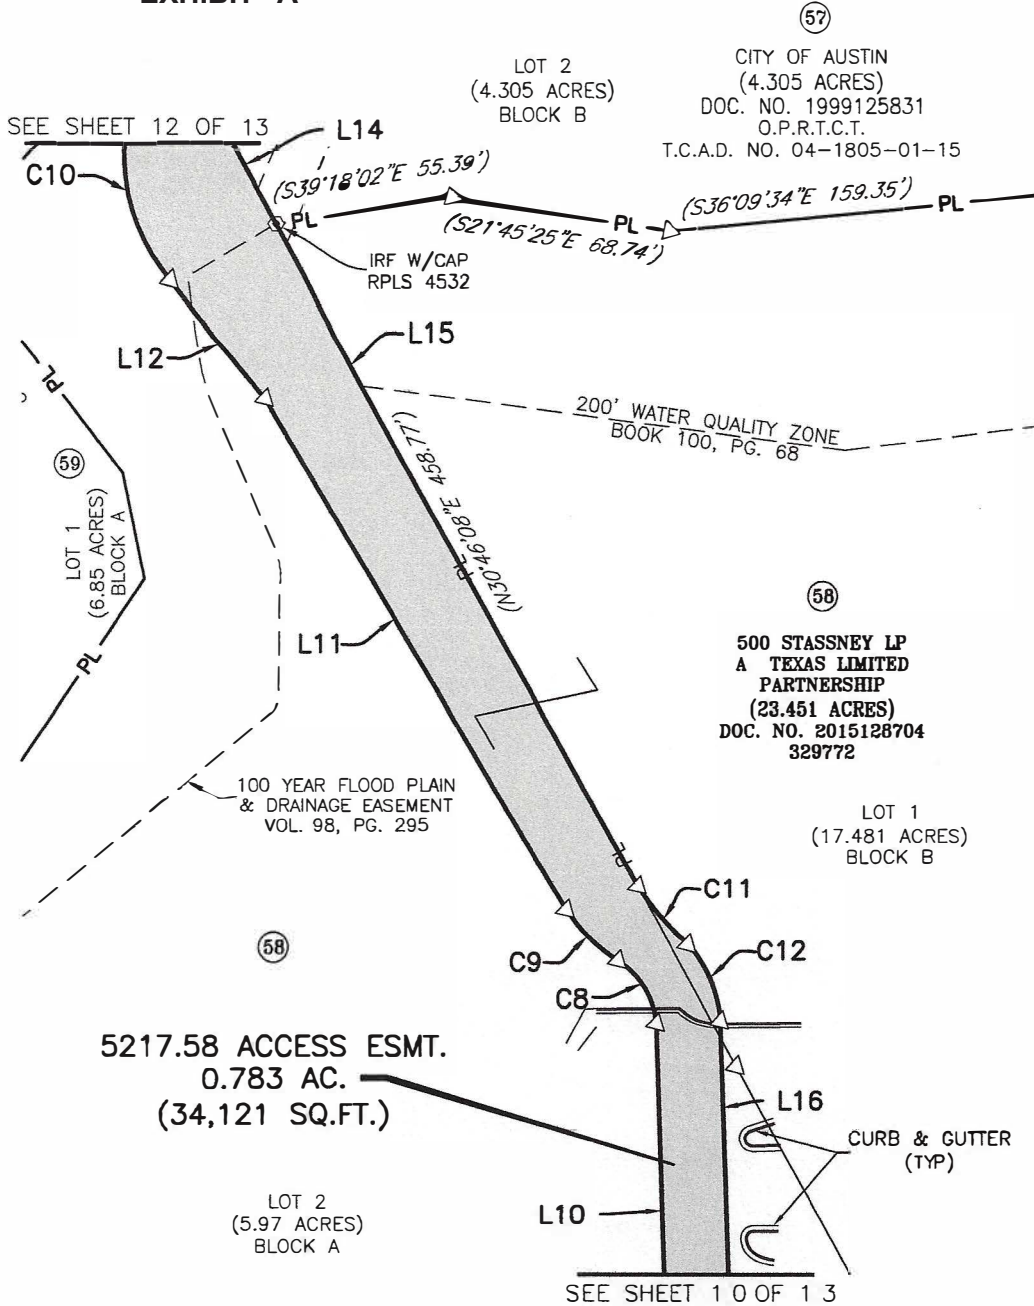 EXHIBIT "A"
57
CITY OF AUSTIN
(4.305 ACRES)
DOC. NO. 1999125831
O.P.R.T.C.T.
T.C.A.D. NO. 04-1805-01-15
LOT 2
(4.305 ACRES)
BLOCK B
SEE SHEET 12 OF 13
L14
C10
(S39°18'02"E 55.39')
PL
(S21°45'25"E 68.74')
PL
(S36°09'34"E 159.35')
PL
IRF W/CAP
RPLS 4532
L15
L12
PL
200' WATER QUALITY ZONE
BOOK 100, PG. 68
59
LOT 1
(6.85 ACRES)
BLOCK A
PL
(N30°46'08"E 458.77')
PL
L11
58
500 STASSNEY LP
A TEXAS LIMITED
PARTNERSHIP
(23.451 ACRES)
DOC. NO. 2015128704
329772
100 YEAR FLOOD PLAIN
& DRAINAGE EASEMENT
VOL. 98, PG. 295
LOT 1
(17.481 ACRES)
BLOCK B
PL
C11
C12
58
C9
C8
5217.58 ACCESS ESMT.
0.783 AC.
(34,121 SQ.FT.)
L16
CURB & GUTTER
(TYP)
L10
LOT 2
(5.97 ACRES)
BLOCK A
SEE SHEET 10 OF 13